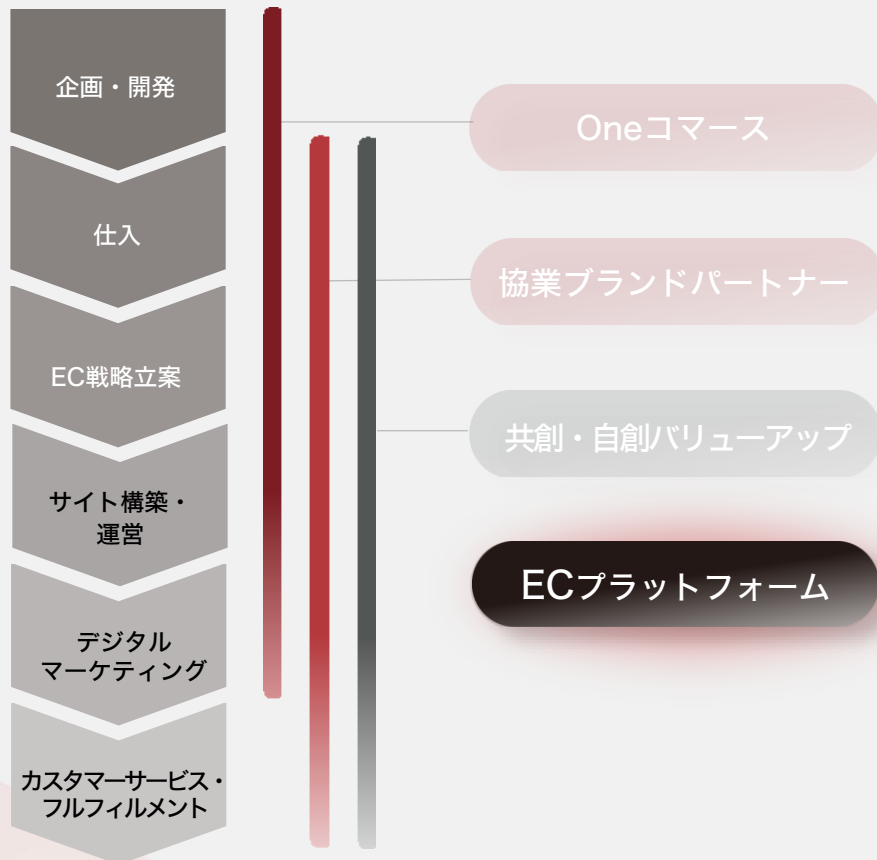 企画・開発
仕入
EC戦略立案
サイト構築・
運営
デジタル
マーケティング
カスタマーサービス・
フルフィルメント
Oneコマース
協業ブランドパートナー
共創・自創バリューアップ
ECプラットフォーム